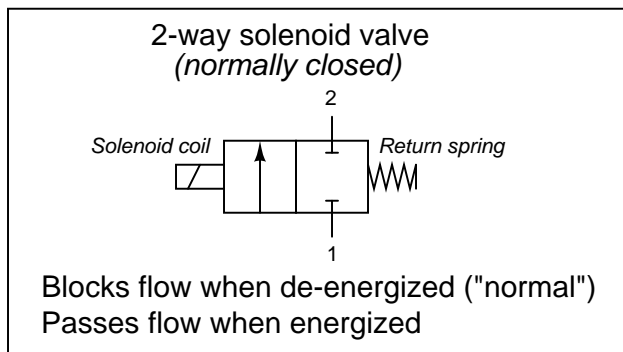 2-way solenoid valve
(normally closed)
2
Solenoid coil
Return spring
1
Blocks flow when de-energized ("normal")
Passes flow when energized